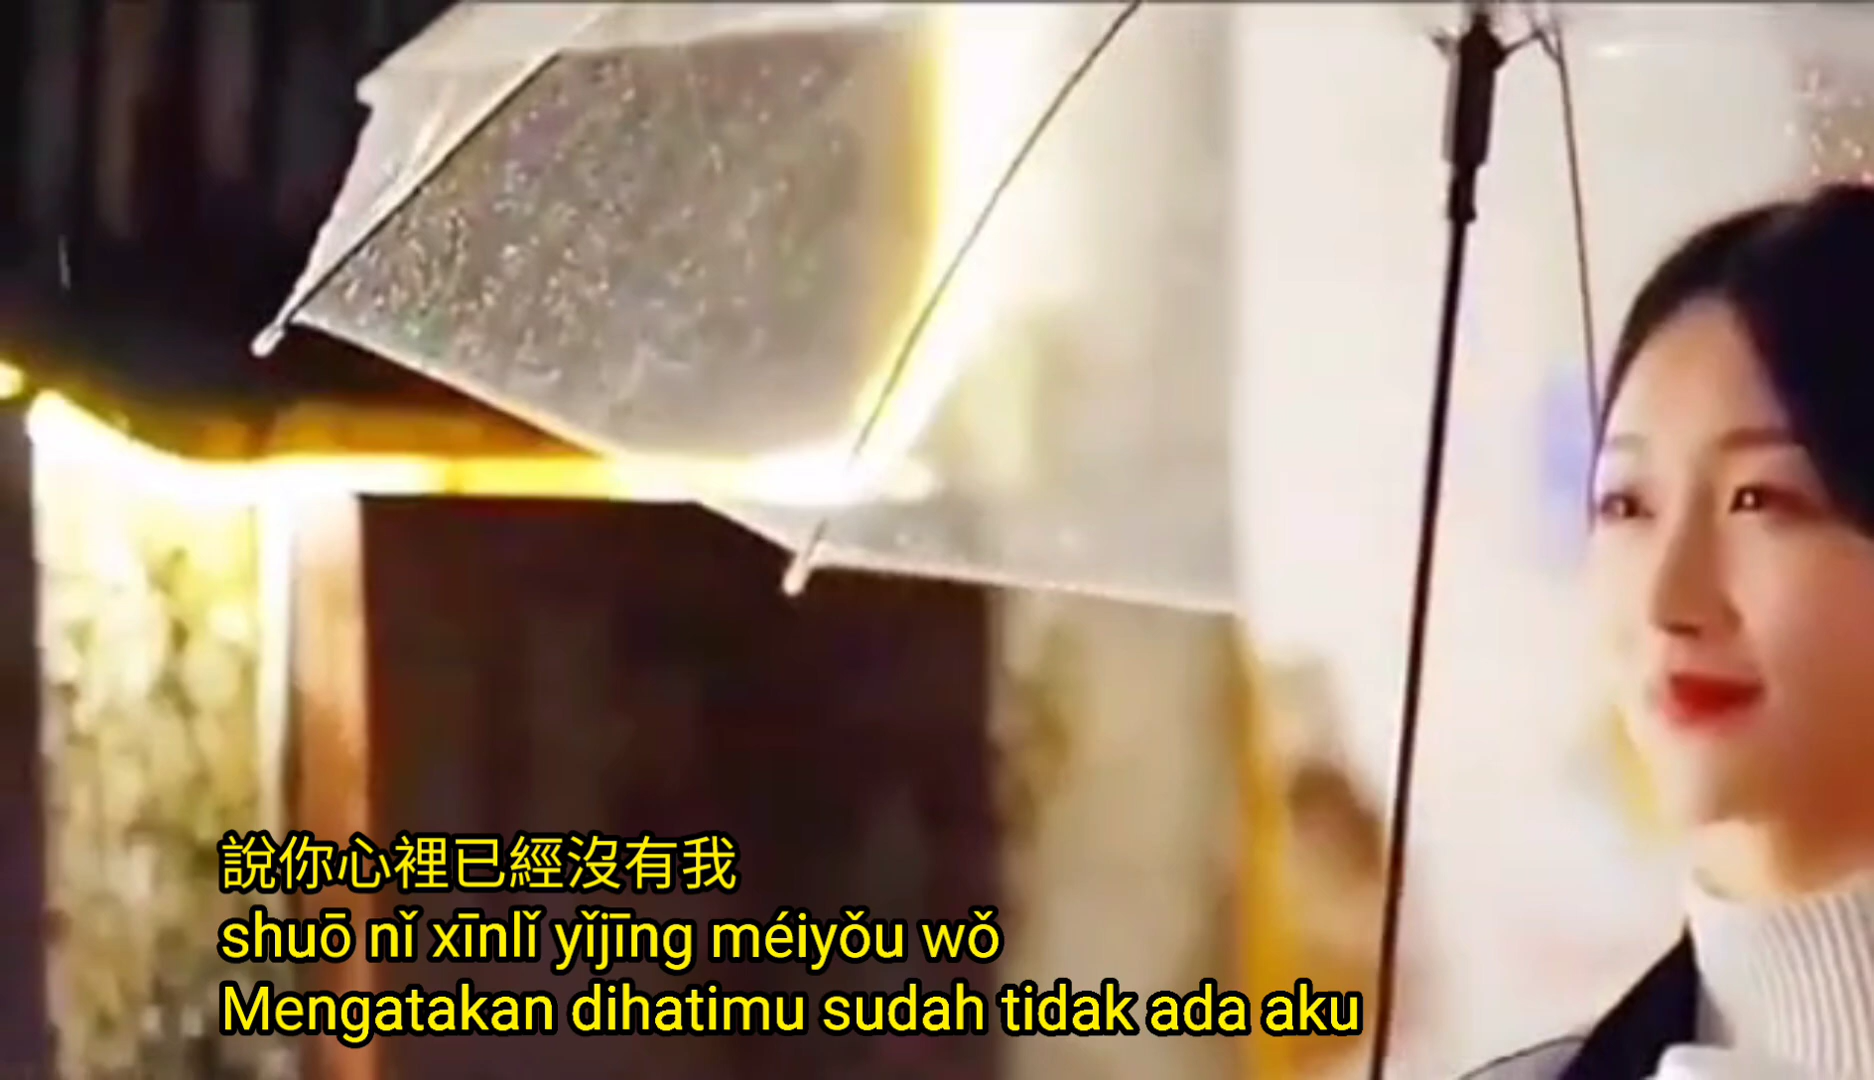 說你心裡已經沒有我
shuō nǐ xīnlǐ yǐjīng méiyǒu wǒ
Mengatakan dihatimu sudah tidak ada aku